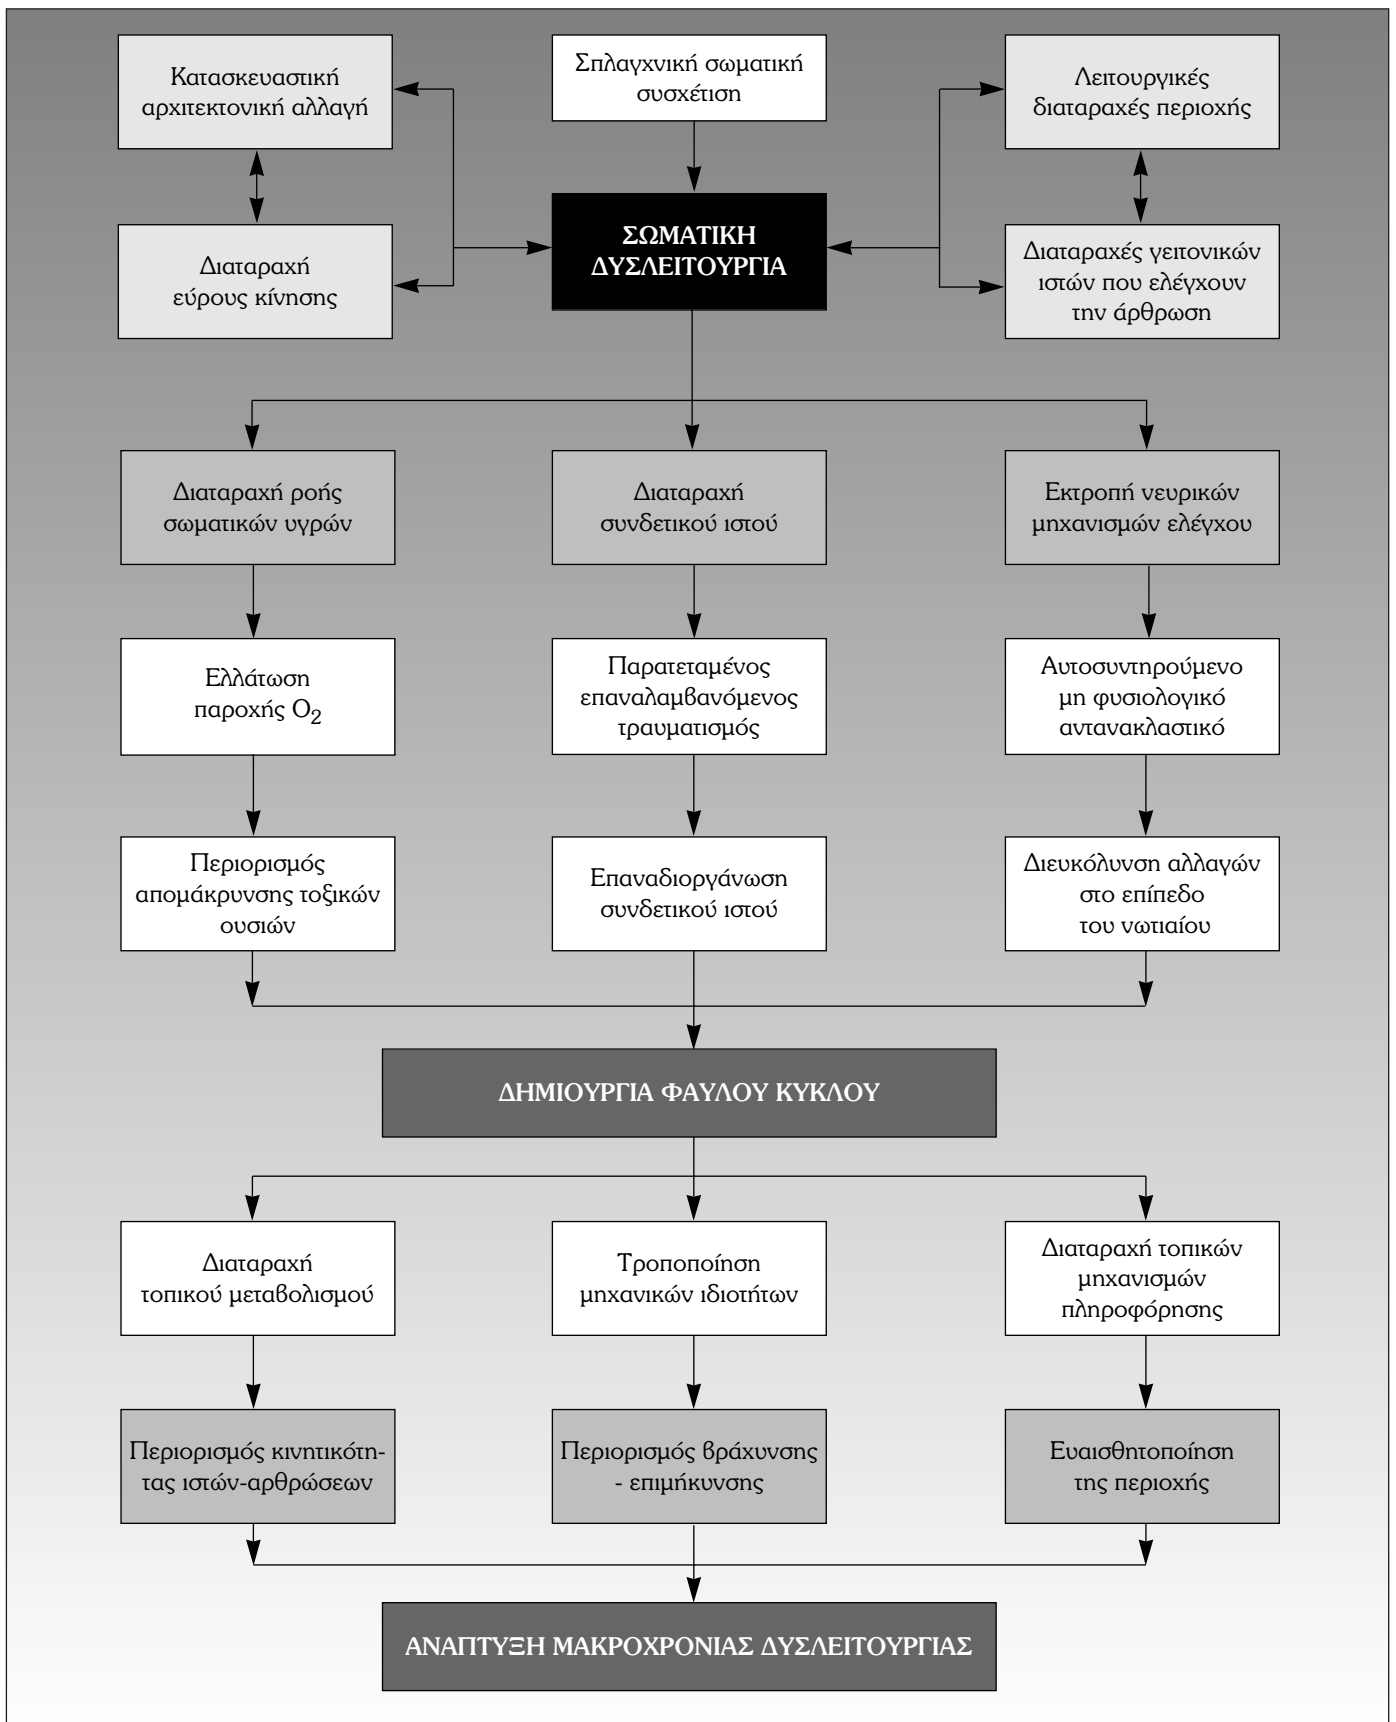 Κατασκευαστική
αρχιτεκτονική αλλαγή
Σπλαγχνική σωματική
συσχέτιση
Λειτουργικές
διαταραχές περιοχής
Διαταραχή
εύρους κίνησης
ΣΩΜΑΤΙΚΗ
ΔΥΣΛΕΙΤΟΥΡΓΙΑ
Διαταραχές γειτονικών
ιστών που ελέγχουν
την άρθρωση
Διαταραχή ροής
σωματικών υγρών
Διαταραχή
συνδετικού ιστού
Εκτροπή νευρικών
μηχανισμών ελέγχου
Ελλάτωση
παροχής O2
Παρατεταμένος
επαναλαμβανόμενος
τραυματισμός
Αυτοσυντηρούμενο
μη φυσιολογικό
αντανακλαστικό
Περιορισμός
απομάκρυνσης τοξικών
ουσιών
Επαναδιοργάνωση
συνδετικού ιστού
Διευκόλυνση αλλαγών
στο επίπεδο
του νωτιαίου
ΔΗΜΙΟΥΡΓΙΑ ΦΑΥΛΟΥ ΚΥΚΛΟΥ
Διαταραχή
τοπικού μεταβολισμού
Τροποποίηση
μηχανικών ιδιοτήτων
Διαταραχή τοπικών
μηχανισμών
πληροφόρησης
Περιορισμός κινητικότη-
τας ιστών-αρθρώσεων
Περιορισμός βράχυνσης
- επιμήκυνσης
Ευαισθητοποίηση
της περιοχής
ΑΝΑΠΤΥΞΗ ΜΑΚΡΟΧΡΟΝΙΑΣ ΔΥΣΛΕΙΤΟΥΡΓΙΑΣ